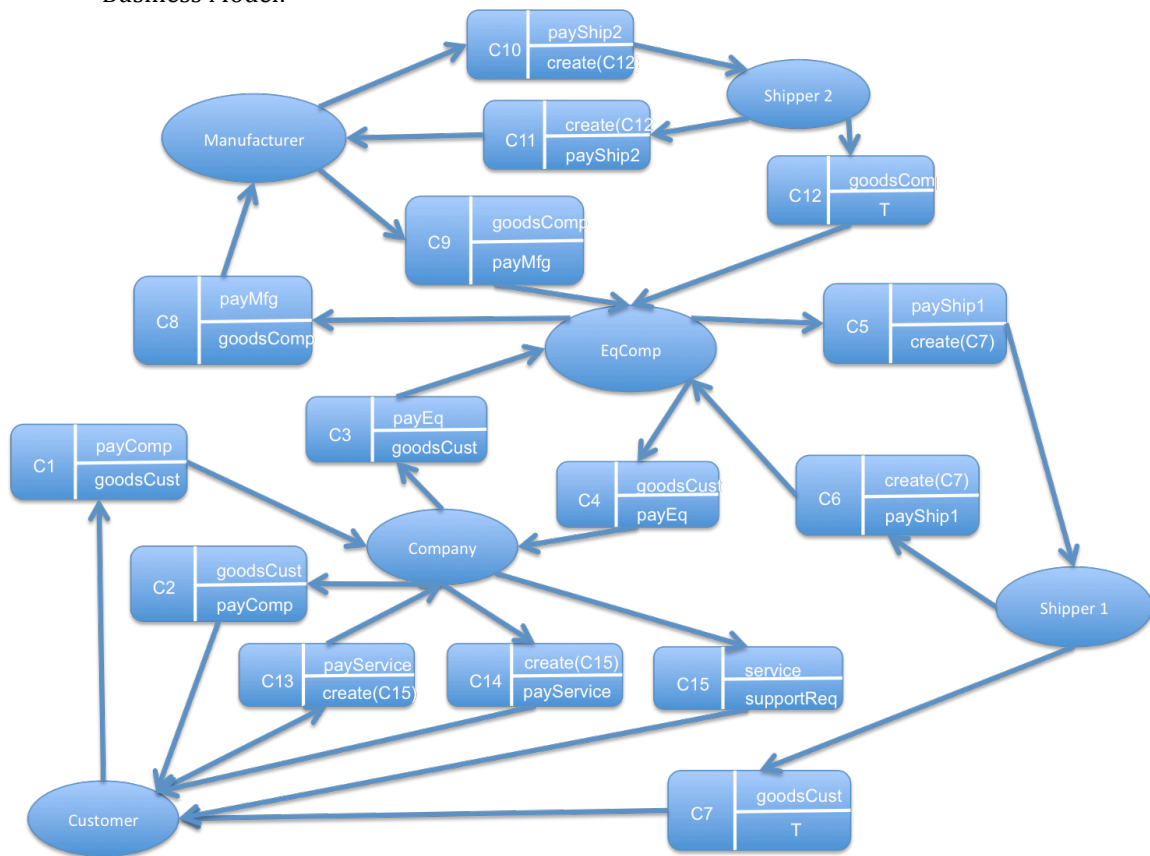 Business Model:
C10
payShip2
create(C12)
Shipper 2
Manufacturer
C11
create(C12
payShip2
C12
goodsCom
T
C9
goodsComp
payMfg
C8
payMfg
goodsComp
EqComp
C5
payShip1
create(C7)
C3
payEq
goodsCust
C1
payComp
goodsCust
C4
goodsCust
payEq
C6
create(C7)
payShip1
Company
C2
goodsCust
payComp
Shipper 1
C13
payService
create(C15)
C14
create(C15)
payService
C15
service
supportReq
Customer
C7
goodsCust
T